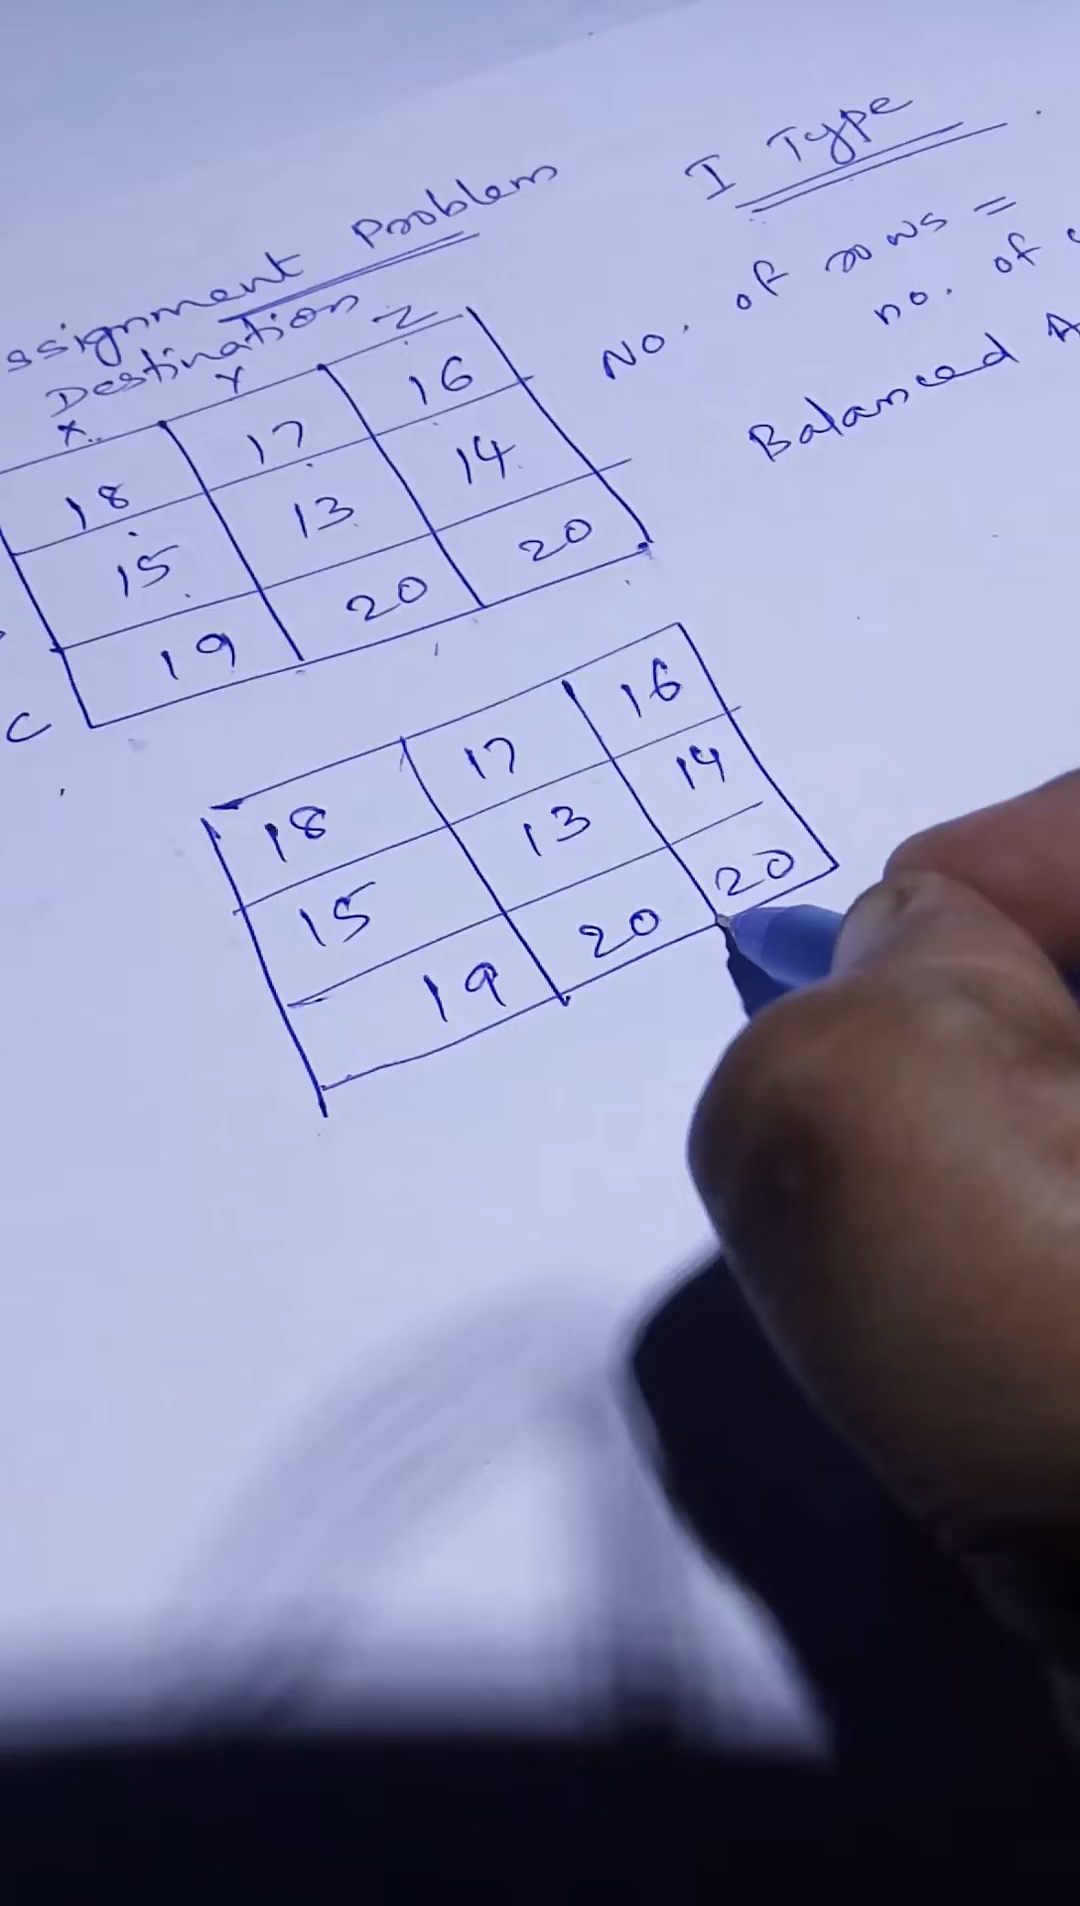 ssignment Problem
I Type
Destination
X Y Z
18 17 16
15 13 14
19 20 20
C
No. of rows =
no. of
Balanced A
18 17 16
15 13 14
19 20 20